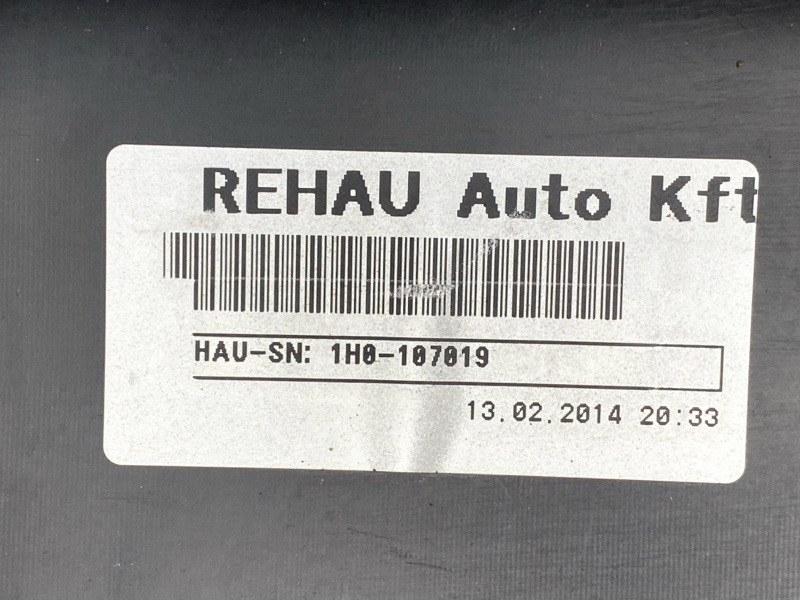 REHAU Auto Kft
HAU-SN: 1H0-107019
13.02.2014 20:33